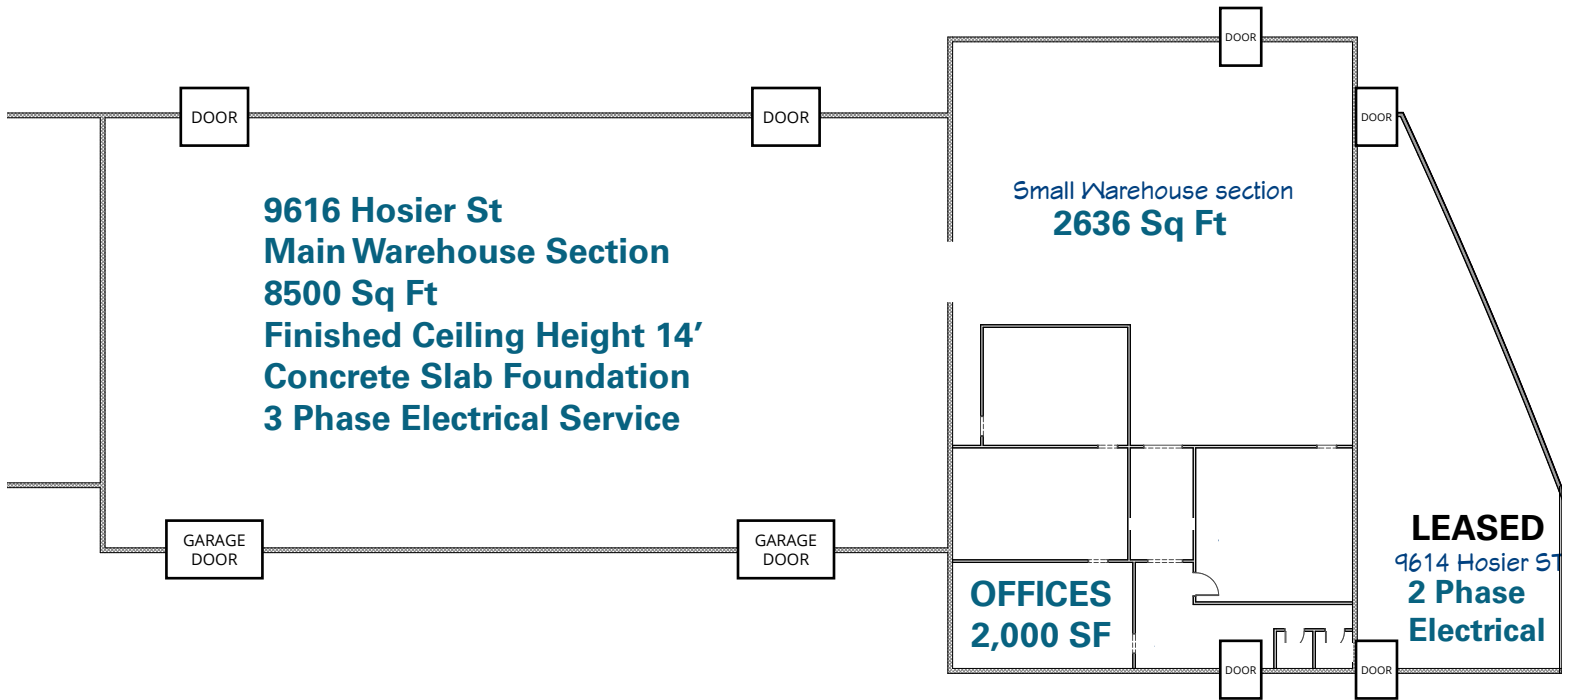 DOOR
DOOR
DOOR
DOOR
9616 Hosier St
Main Warehouse Section
8500 Sq Ft
Finished Ceiling Height 14’
Concrete Slab Foundation
3 Phase Electrical Service
Small Warehouse section
2636 Sq Ft
GARAGE
DOOR
GARAGE
DOOR
OFFICES
2,000 SF
LEASED
9614 Hosier ST
2 Phase
Electrical
DOOR
DOOR